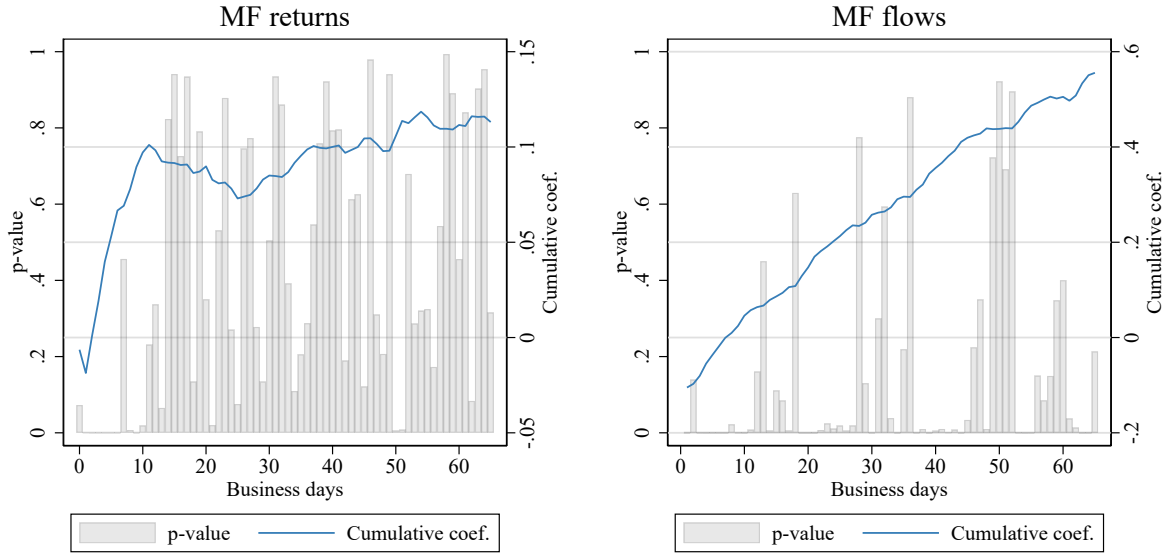 MF returns
p-value
0 .2 .4 .6 .8 1
-.05 0 .05 .1 .15
Cumulative coef.
0 10 20 30 40 50 60
Business days
p-value Cumulative coef.
MF flows
p-value
0 .2 .4 .6 .8 1
-.2 0 .2 .4 .6
Cumulative coef.
0 10 20 30 40 50 60
Business days
p-value Cumulative coef.